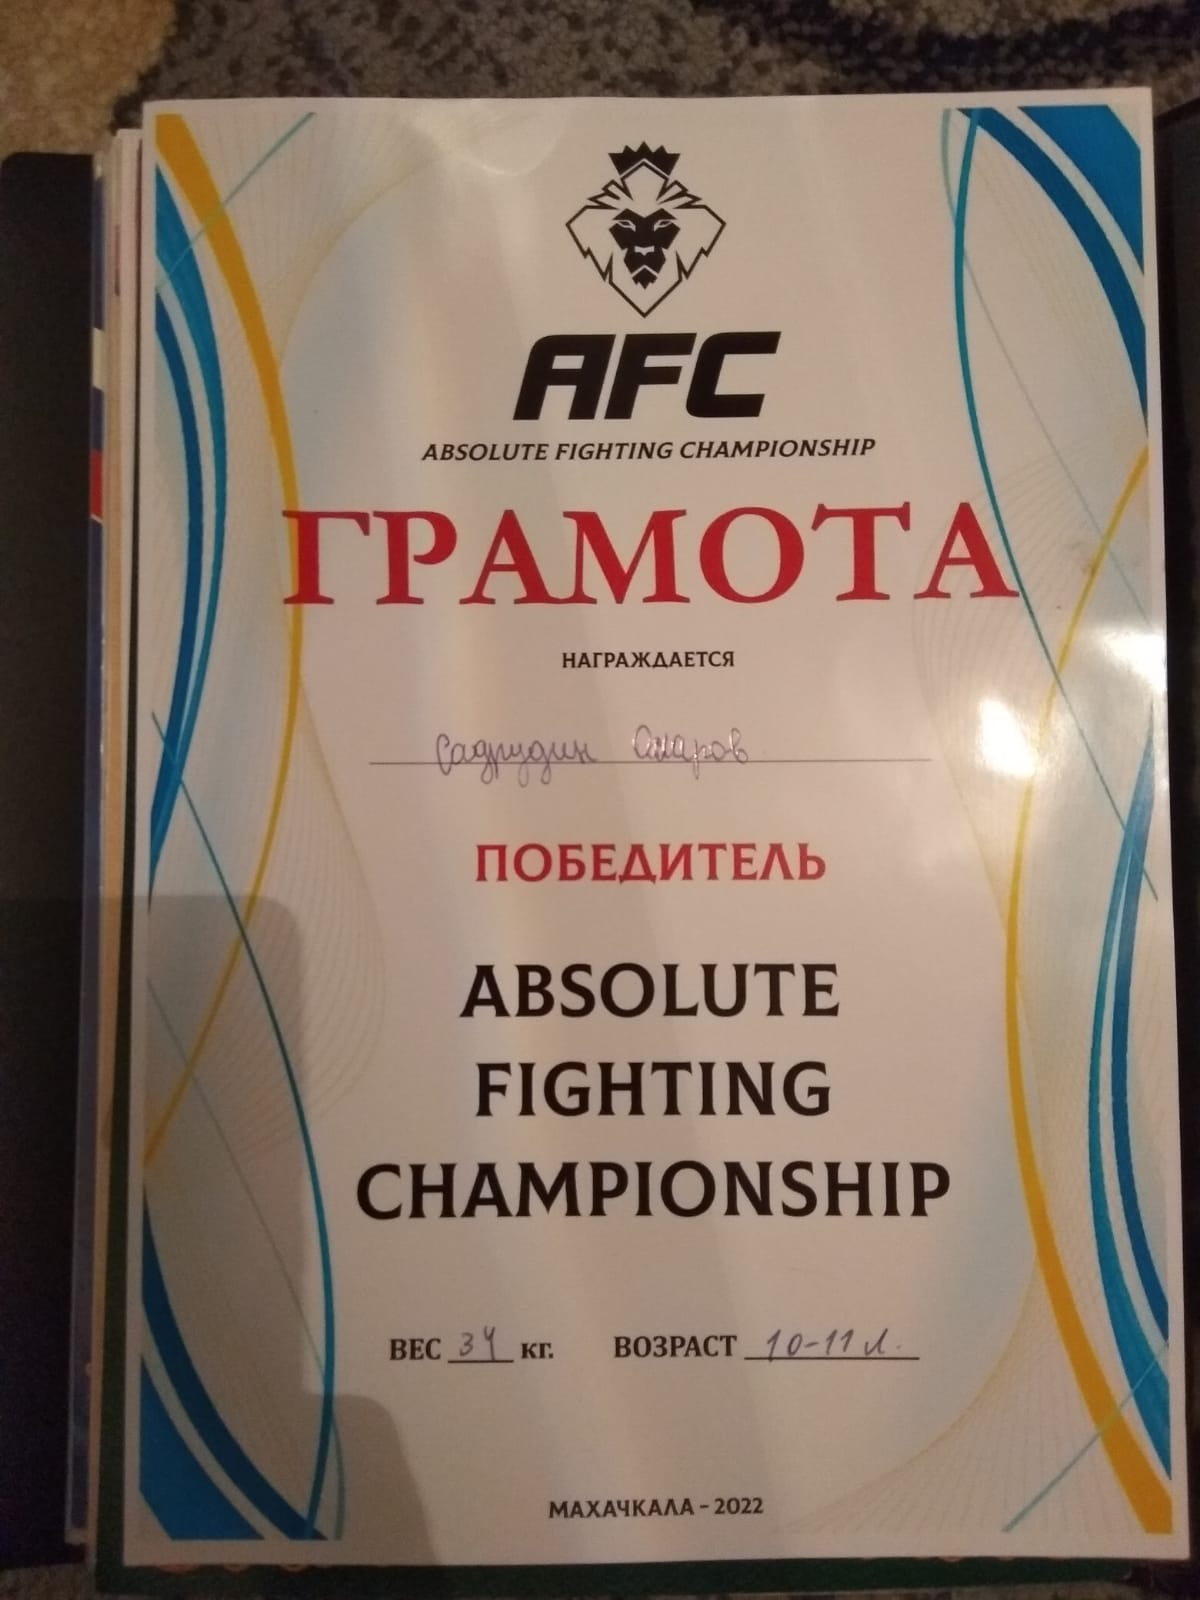 AFC
ABSOLUTE FIGHTING CHAMPIONSHIP
ГРАМОТА
НАГРАЖДАЕТСЯ
Садрудин Омаров
ПОБЕДИТЕЛЬ
ABSOLUTE
FIGHTING
CHAMPIONSHIP
ВЕС 34 кг. ВОЗРАСТ 10-11 л.
МАХАЧКАЛА - 2022